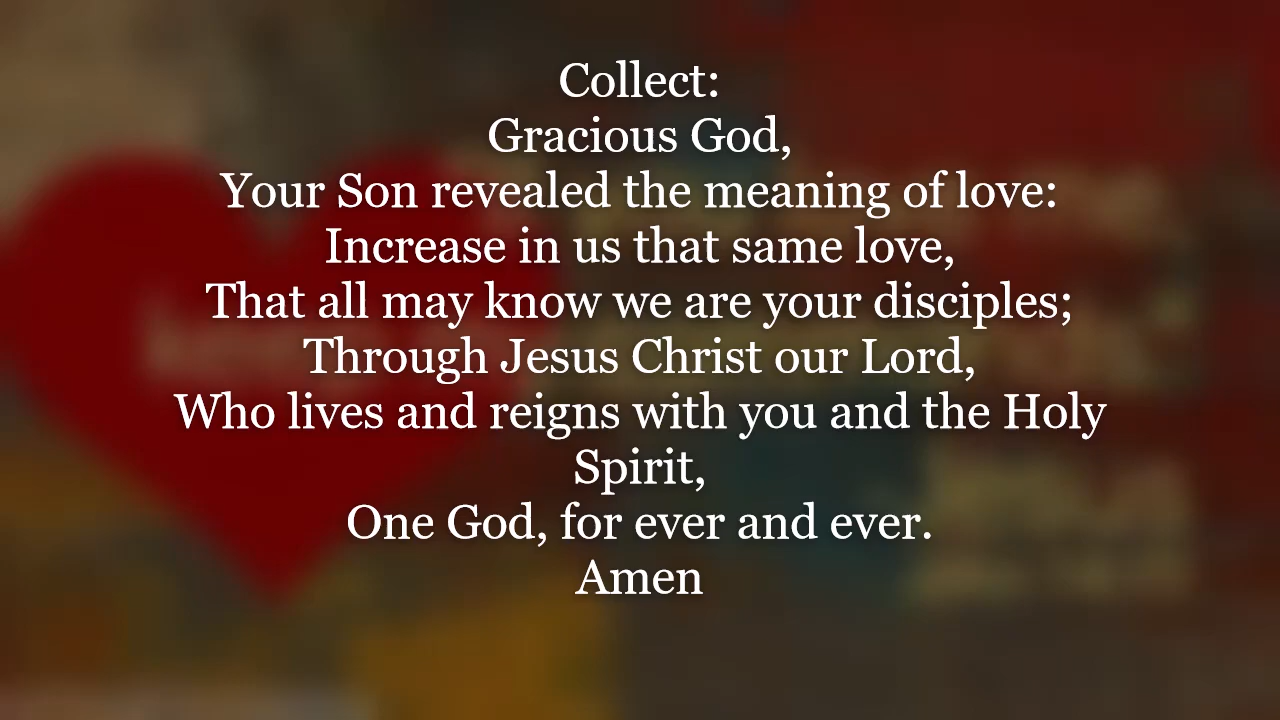 Collect:
Gracious God,
Your Son revealed the meaning of love:
Increase in us that same love,
That all may know we are your disciples;
Through Jesus Christ our Lord,
Who lives and reigns with you and the Holy
Spirit,
One God, for ever and ever.
Amen